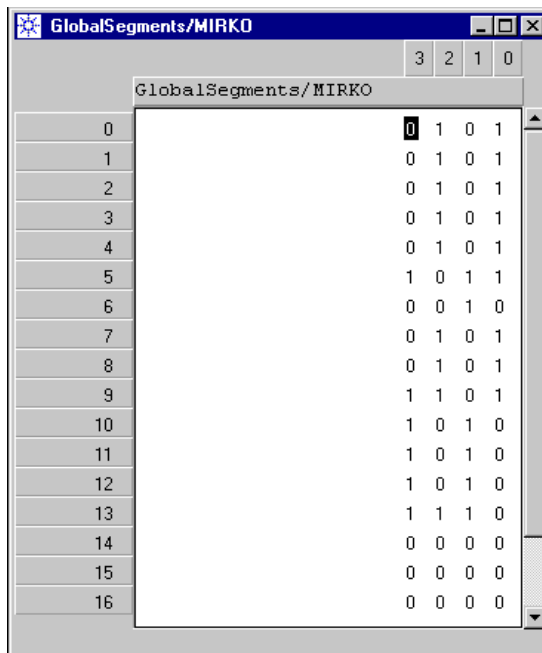 GlobalSegments/MIRKO
3 2 1 0
GlobalSegments/MIRKO
0 0 1 0 1
1 0 1 0 1
2 0 1 0 1
3 0 1 0 1
4 0 1 0 1
5 1 0 1 1
6 0 0 1 0
7 0 1 0 1
8 0 1 0 1
9 1 1 0 1
10 1 0 1 0
11 1 0 1 0
12 1 0 1 0
13 1 1 1 0
14 0 0 0 0
15 0 0 0 0
16 0 0 0 0